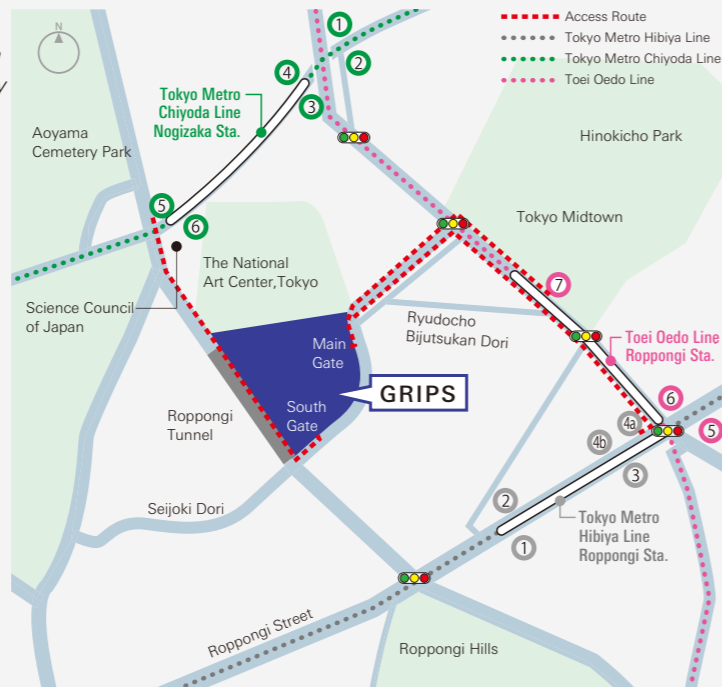 N
Access Route
Tokyo Metro Hibiya Line
Tokyo Metro Chiyoda Line
Toei Oedo Line
1
2
4
3
Tokyo Metro
Chiyoda Line
Nogizaka Sta.
Aoyama
Cemetery Park
Hinokicho Park
5
6
Tokyo Midtown
The National
Art Center,Tokyo
7
Science Council
of Japan
Ryudocho
Bijutsukan Dori
Toei Oedo Line
Roppongi Sta.
Main
Gate
GRIPS
South
Gate
Roppongi
Tunnel
6
4a
5
4b
3
2
1
Seijoki Dori
Tokyo Metro
Hibiya Line
Roppongi Sta.
Roppongi Street
Roppongi Hills